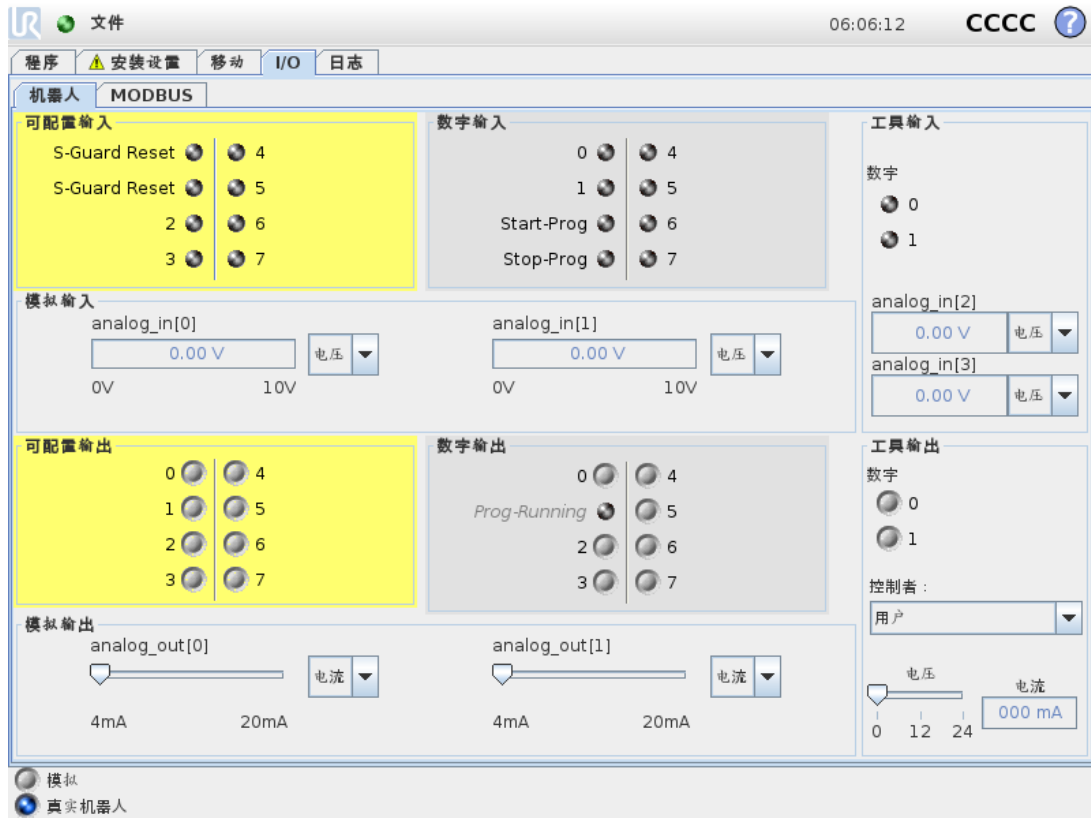 UR 文件 06:06:12 CCCC ?
程序 安装设置 移动 I/O 日志
机器人 MODBUS
可配置输入
S-Guard Reset 4
S-Guard Reset 5
2 6
3 7
数字输入
0 4
1 5
Start-Prog 6
Stop-Prog 7
工具输入
数字
0
1
analog_in[2]
0.00 V 电压
analog_in[3]
0.00 V 电压
模拟输入
analog_in[0]
0.00 V 电压
0V 10V
analog_in[1]
0.00 V 电压
0V 10V
可配置输出
0 4
1 5
2 6
3 7
数字输出
0 4
Prog-Running 5
2 6
3 7
工具输出
数字
0
1
控制者：
用户
电压
0 12 24
电流
000 mA
模拟输出
analog_out[0]
电流
4mA 20mA
analog_out[1]
电流
4mA 20mA
模拟
真实机器人